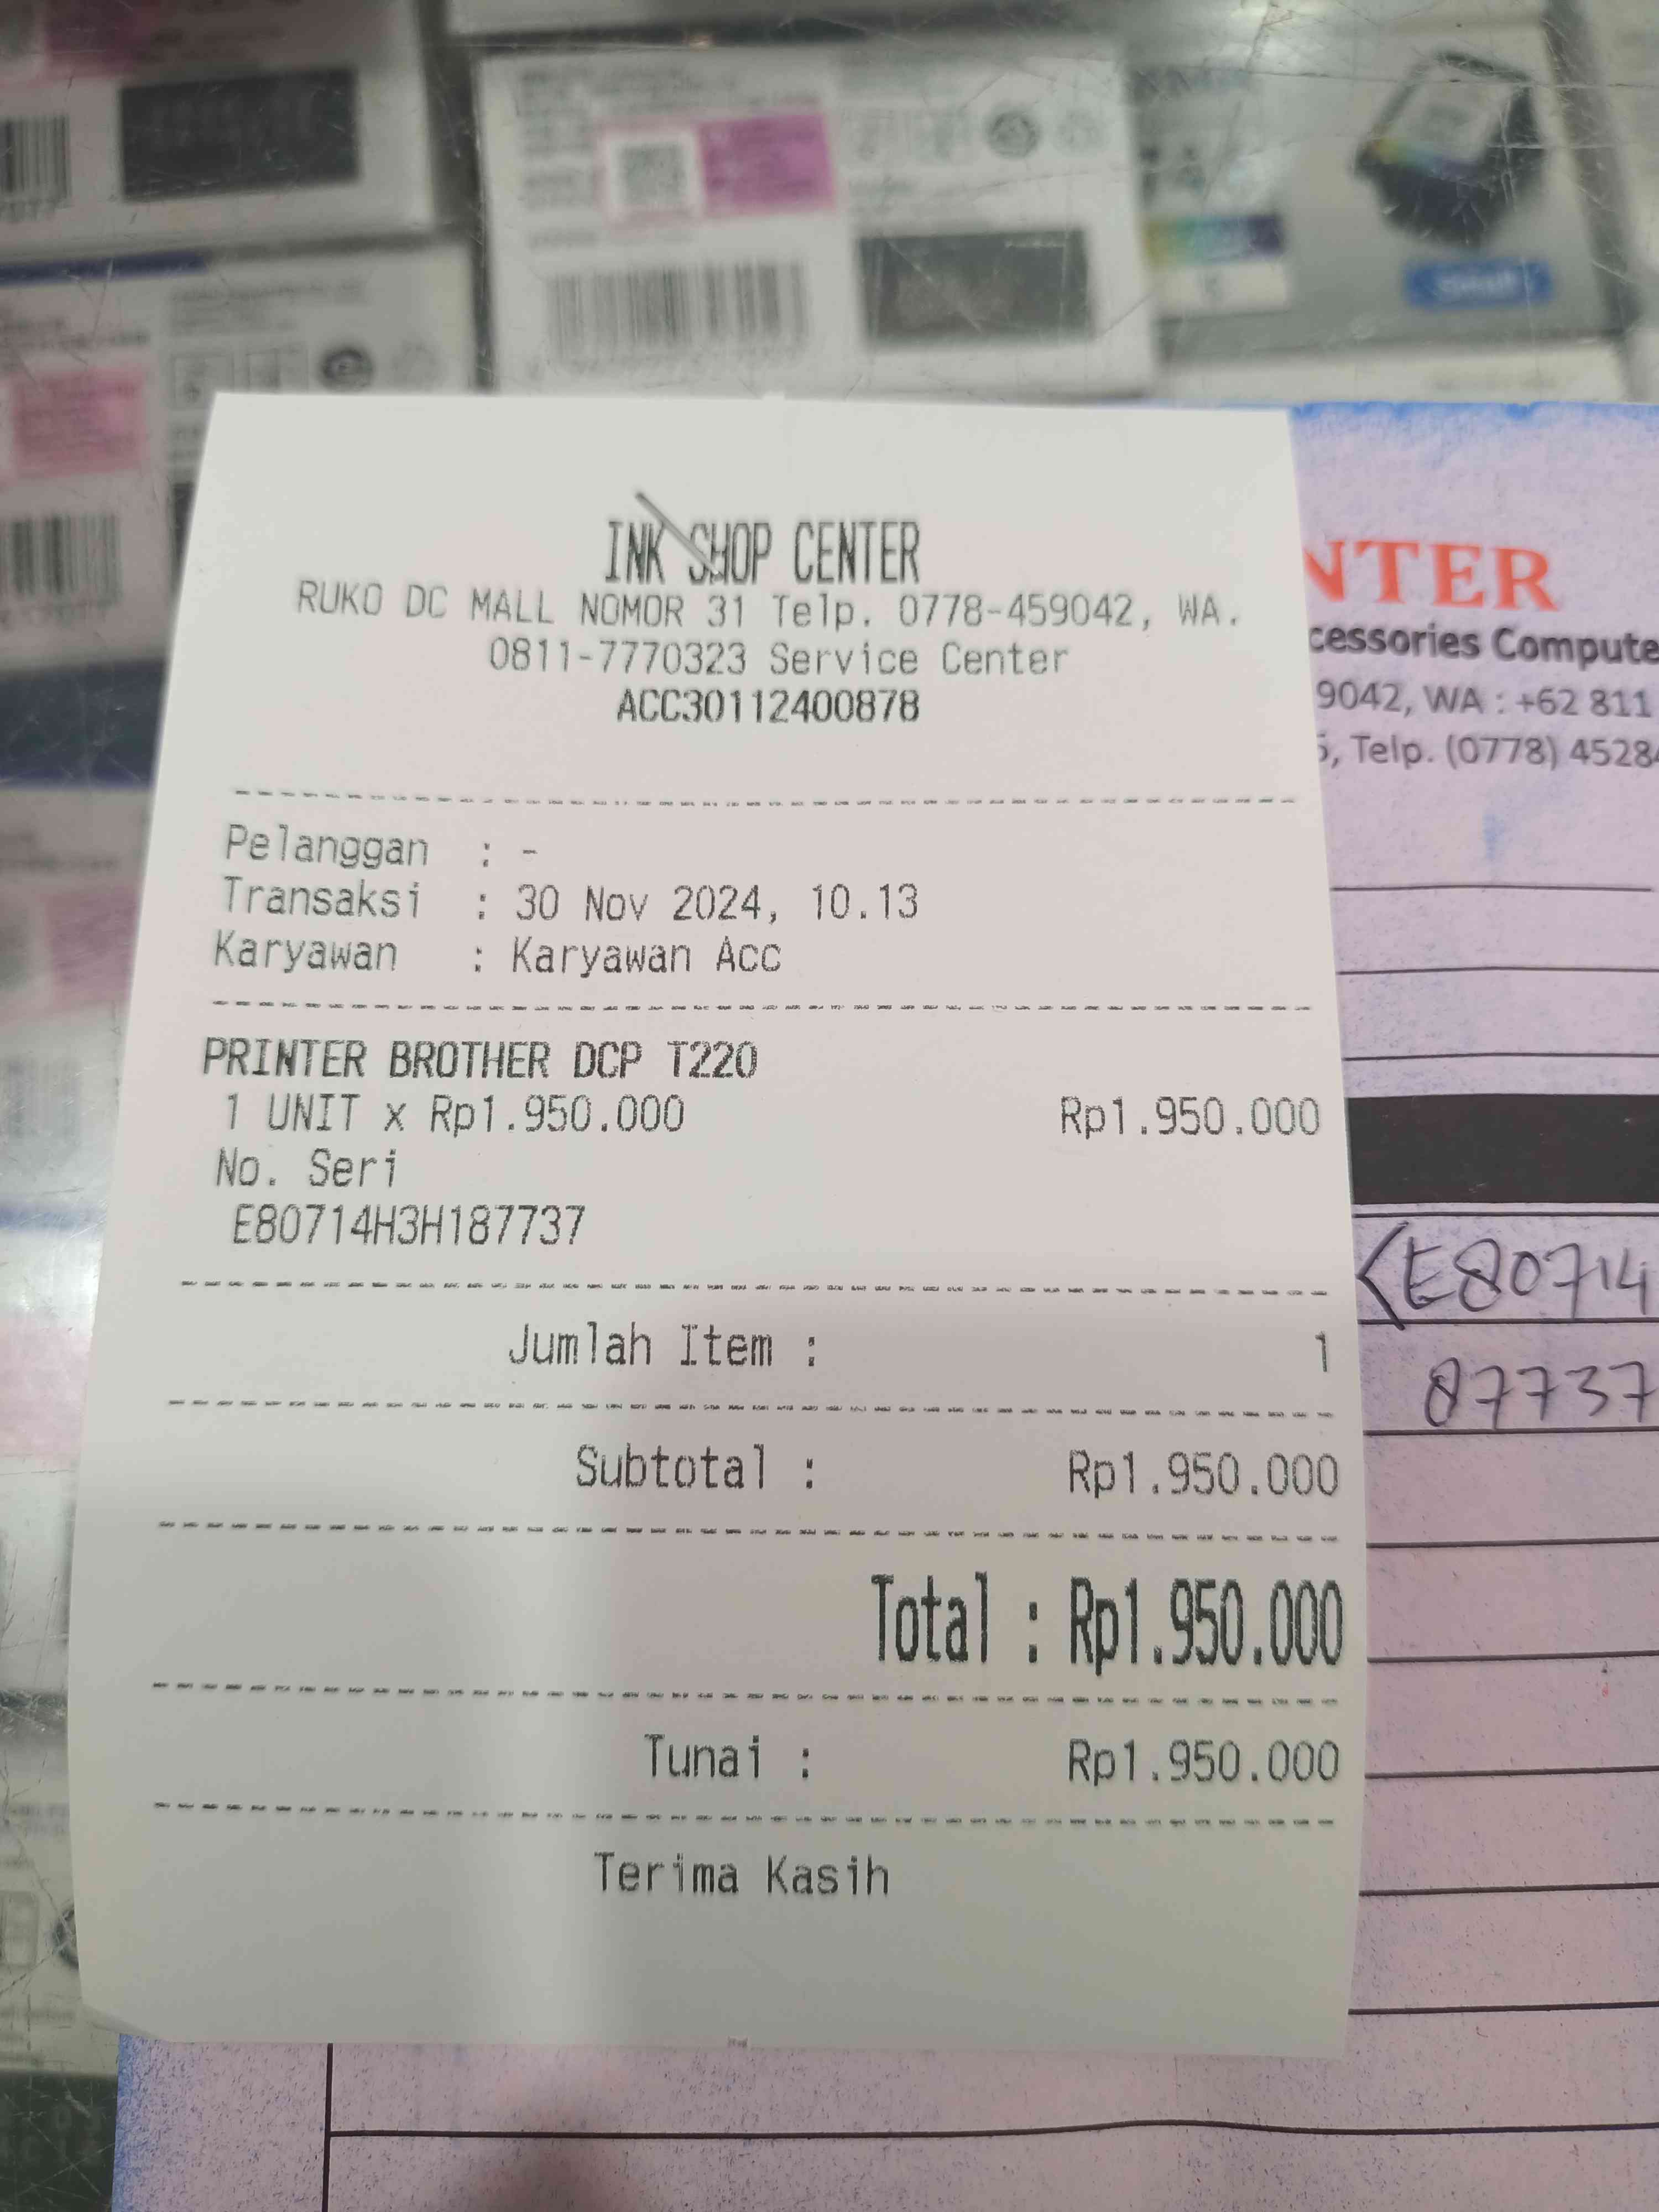 INK SHOP CENTER
RUKO DC MALL NOMOR 31 Telp. 0778-459042, WA.
0811-7770323 Service Center
ACC30112400878
Pelanggan : -
Transaksi : 30 Nov 2024, 10.13
Karyawan : Karyawan Acc
PRINTER BROTHER DCP T220
1 UNIT x Rp1.950.000 Rp1.950.000
No. Seri
E80714H3H187737
Jumlah Item : 1
Subtotal : Rp1.950.000
Total : Rp1.950.000
Tunai : Rp1.950.000
Terima Kasih
NTER
cessories Compute
9042, WA : +62 811
, Telp. (0778) 4528
<E80714
87737